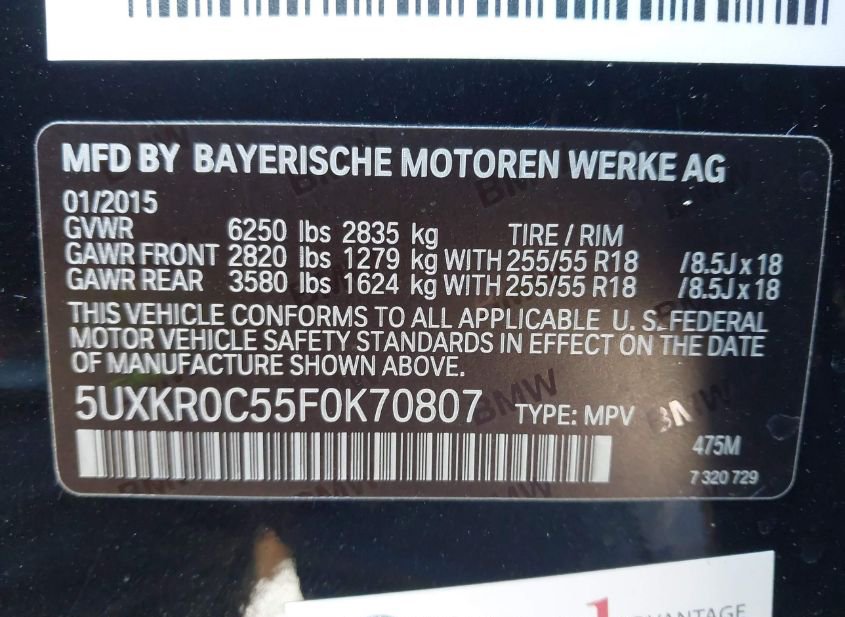 MFD BY BAYERISCHE MOTOREN WERKE AG
01/2015
GVWR 6250 lbs 2835 kg TIRE / RIM
GAWR FRONT 2820 lbs 1279 kg WITH 255/55 R18 /8.5J x 18
GAWR REAR 3580 lbs 1624 kg WITH 255/55 R18 /8.5J x 18
THIS VEHICLE CONFORMS TO ALL APPLICABLE U. S. FEDERAL
MOTOR VEHICLE SAFETY STANDARDS IN EFFECT ON THE DATE
OF MANUFACTURE SHOWN ABOVE.
5UXKR0C55F0K70807 TYPE: MPV
475M
7 320 729